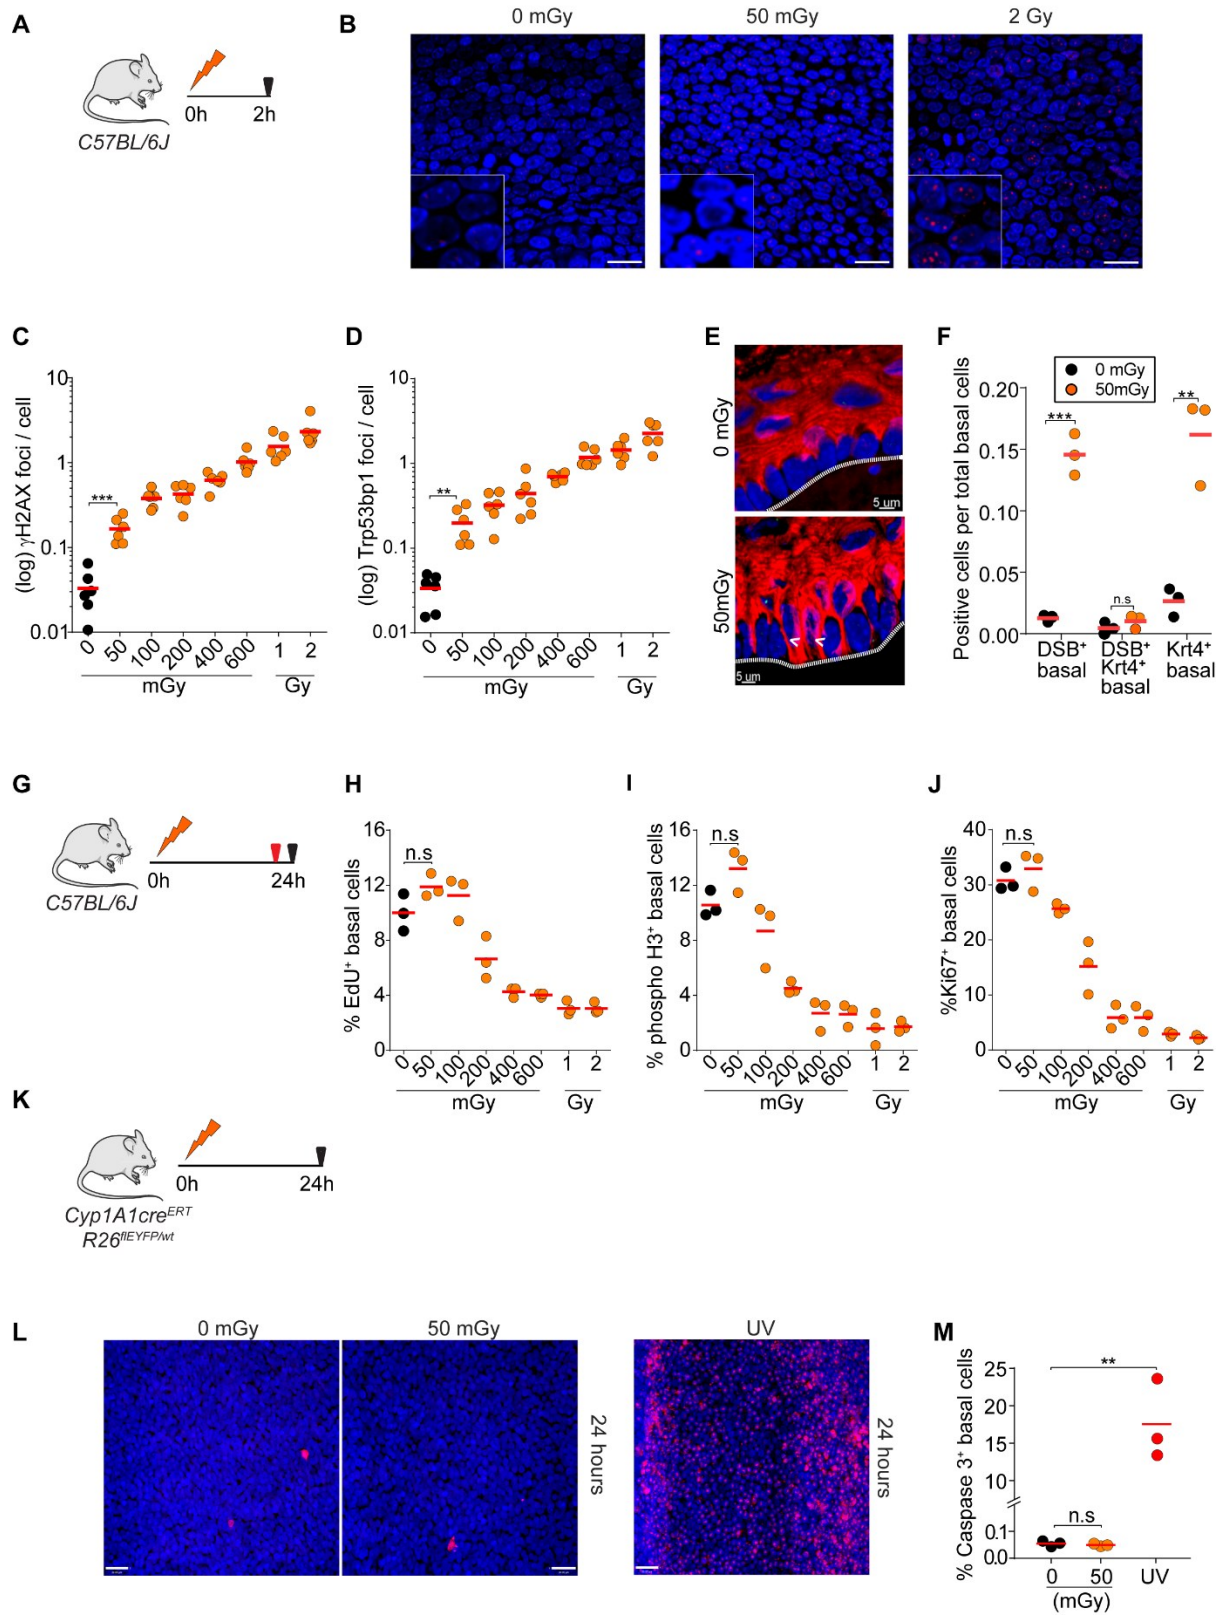 A
0h
2h
C57BL/6J
B
0 mGy
50 mGy
2 Gy
C
(log) γH2AX foci / cell
10
1
0.1
0.01
***
0
50
100
200
400
600
1
2
mGy
Gy
D
(log) Trp53bp1 foci / cell
10
1
0.1
0.01
**
0
50
100
200
400
600
1
2
mGy
Gy
E
0 mGy
5 um
50mGy
5 um
F
Positive cells per total basal cells
0 mGy
50mGy
0.20
0.15
0.10
0.05
0.00
***
n.s
**
DSB⁺
basal
DSB⁺
Krt4⁺
basal
Krt4⁺
basal
G
0h
24h
C57BL/6J
H
% EdU⁺ basal cells
16
12
8
4
0
n.s
0
50
100
200
400
600
1
2
mGy
Gy
I
% phospho H3⁺ basal cells
16
12
8
4
0
n.s
0
50
100
200
400
600
1
2
mGy
Gy
J
%Ki67⁺ basal cells
40
30
20
10
0
n.s
0
50
100
200
400
600
1
2
mGy
Gy
K
0h
24h
Cyp1A1creᴱᴿᵀ
R26ᶠˡᴱYFP/wt
L
0 mGy
50 mGy
24 hours
UV
24 hours
M
% Caspase 3⁺ basal cells
25
20
15
10
0.1
0.0
**
n.s
0
50
UV
(mGy)